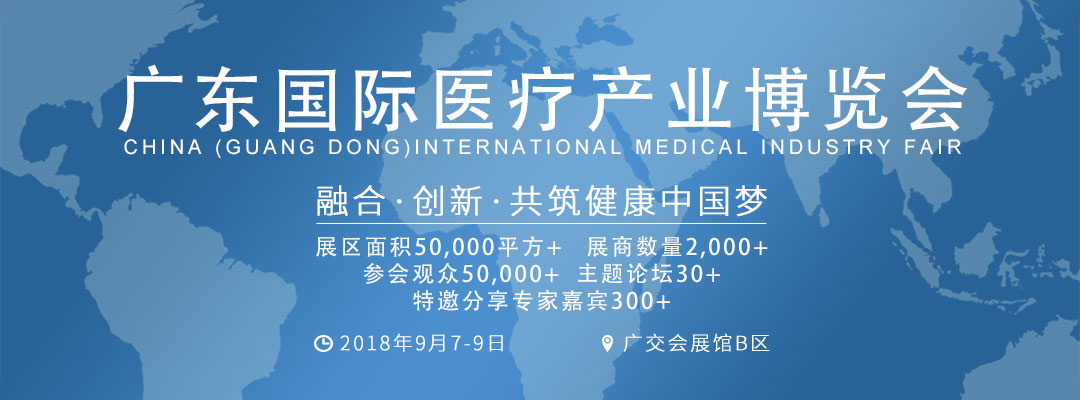 广东国际医疗产业博览会
CHINA (GUANG DONG)INTERNATIONAL MEDICAL INDUSTRY FAIR
融合·创新·共筑健康中国梦
展区面积50,000平方+ 展商数量2,000+
参会观众50,000+ 主题论坛30+
特邀分享专家嘉宾300+
2018年9月7-9日 广交会展馆B区